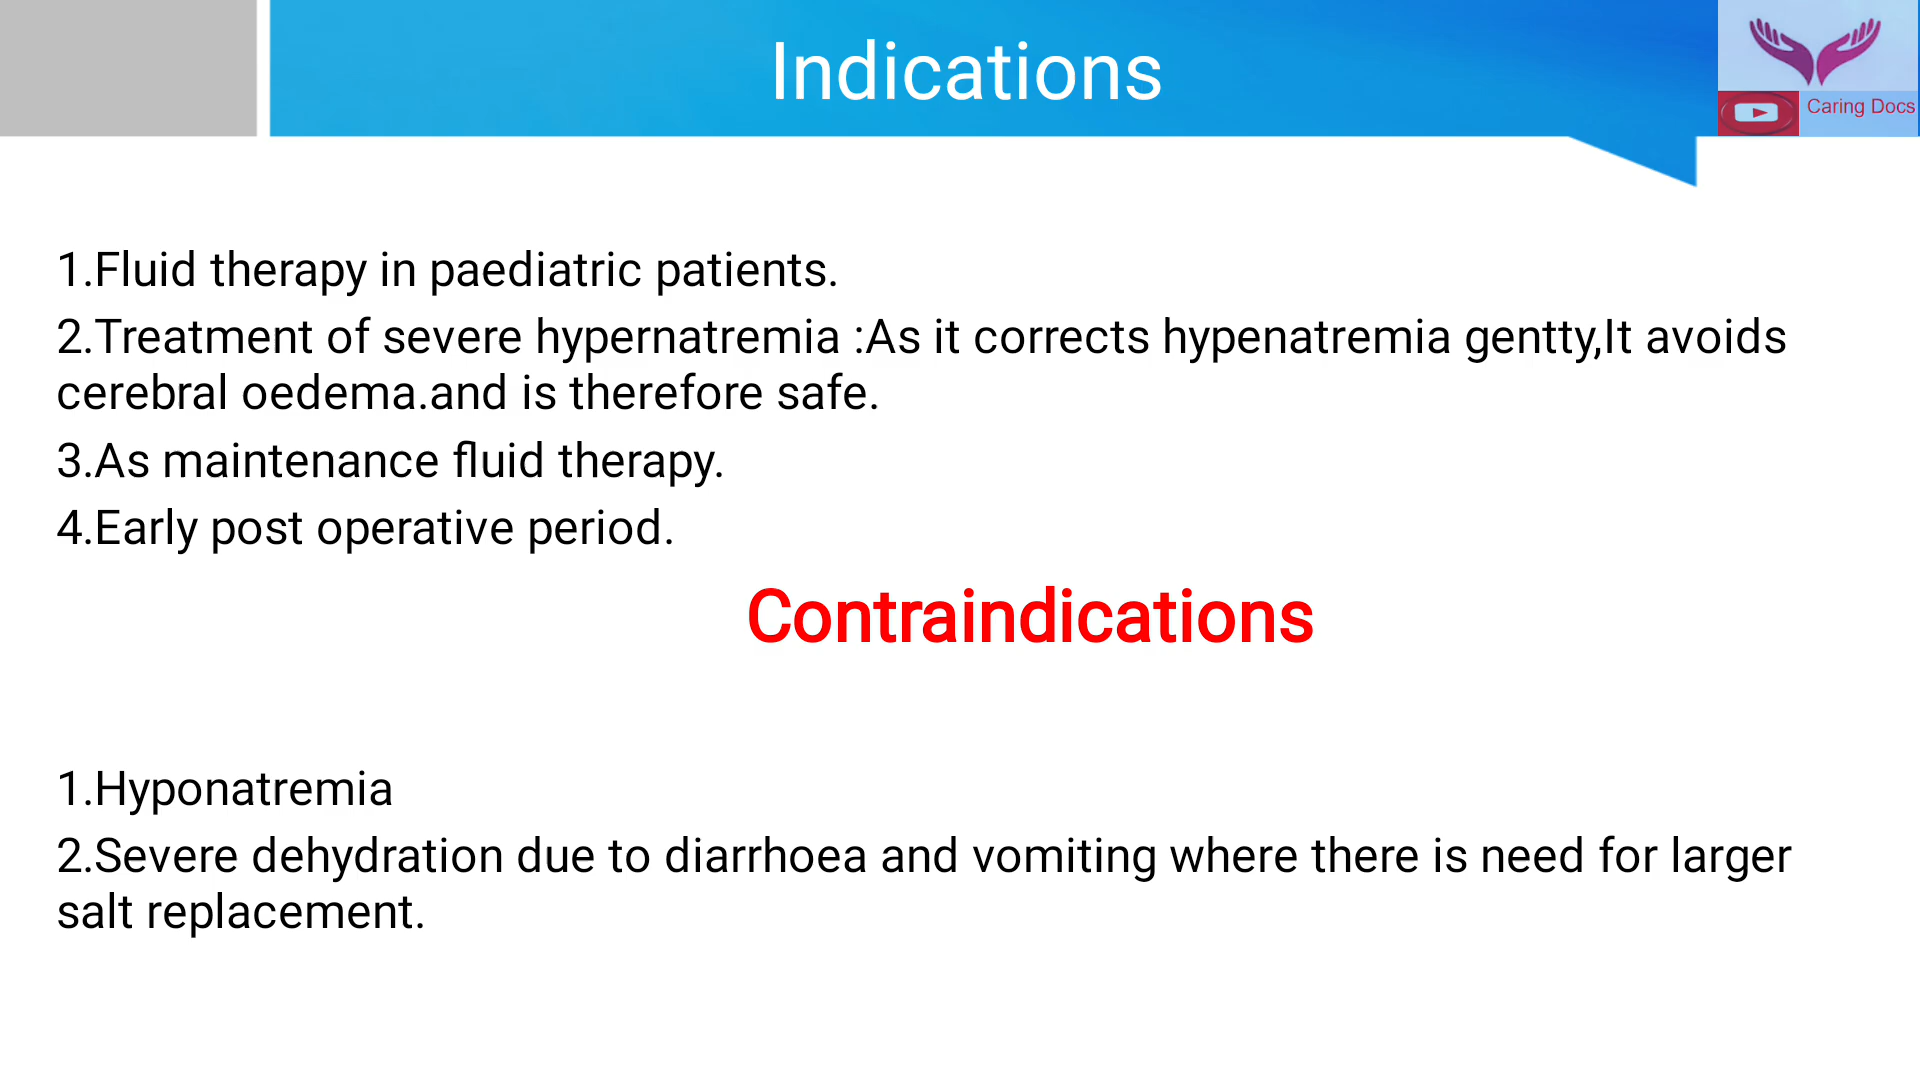 Indications
Caring Docs
1.Fluid therapy in paediatric patients.
2.Treatment of severe hypernatremia :As it corrects hypenatremia gentty,It avoids
cerebral oedema.and is therefore safe.
3.As maintenance fluid therapy.
4.Early post operative period.
Contraindications
1.Hyponatremia
2.Severe dehydration due to diarrhoea and vomiting where there is need for larger
salt replacement.